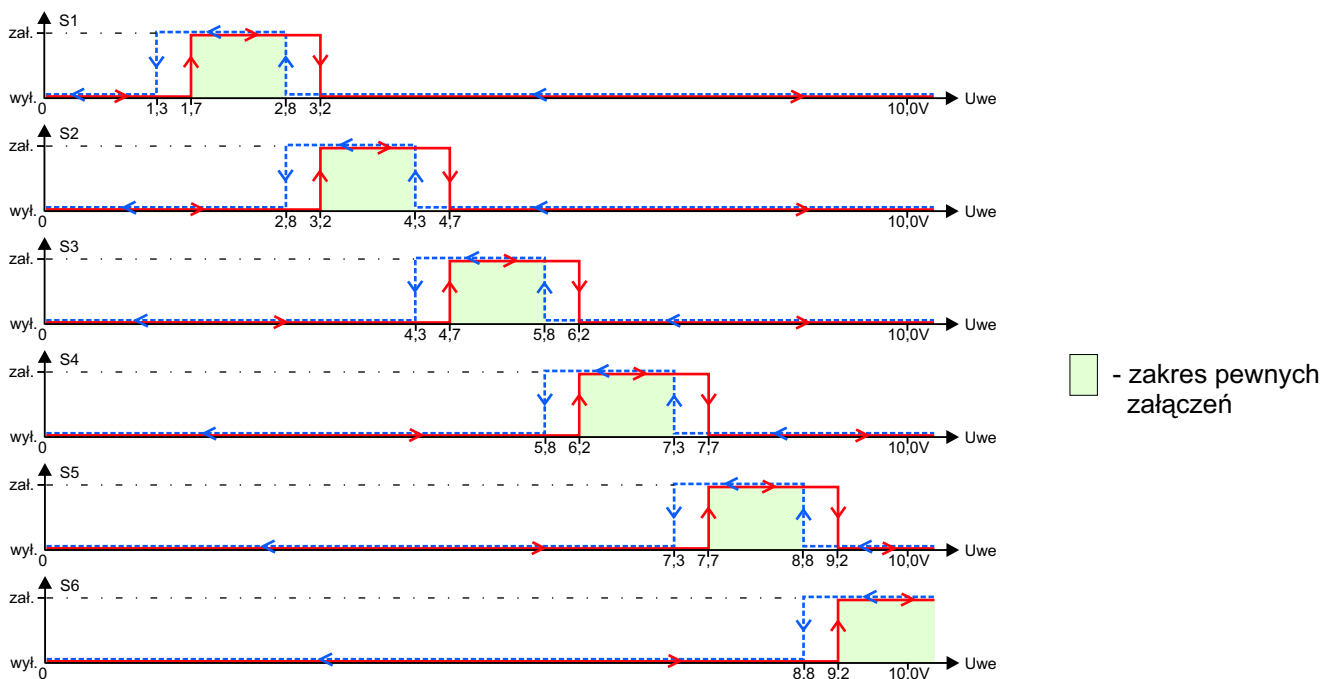 S1
zał.
wył.
0
1,3 1,7 2,8 3,2 10,0V Uwe
S2
zał.
wył.
0
2,8 3,2 4,3 4,7 10,0V Uwe
S3
zał.
wył.
0
4,3 4,7 5,8 6,2 10,0V Uwe
S4
zał.
wył.
0
5,8 6,2 7,3 7,7 10,0V Uwe
- zakres pewnych
załączeń
S5
zał.
wył.
0
7,3 7,7 8,8 9,2 10,0V Uwe
S6
zał.
wył.
0
8,8 9,2 10,0V Uwe